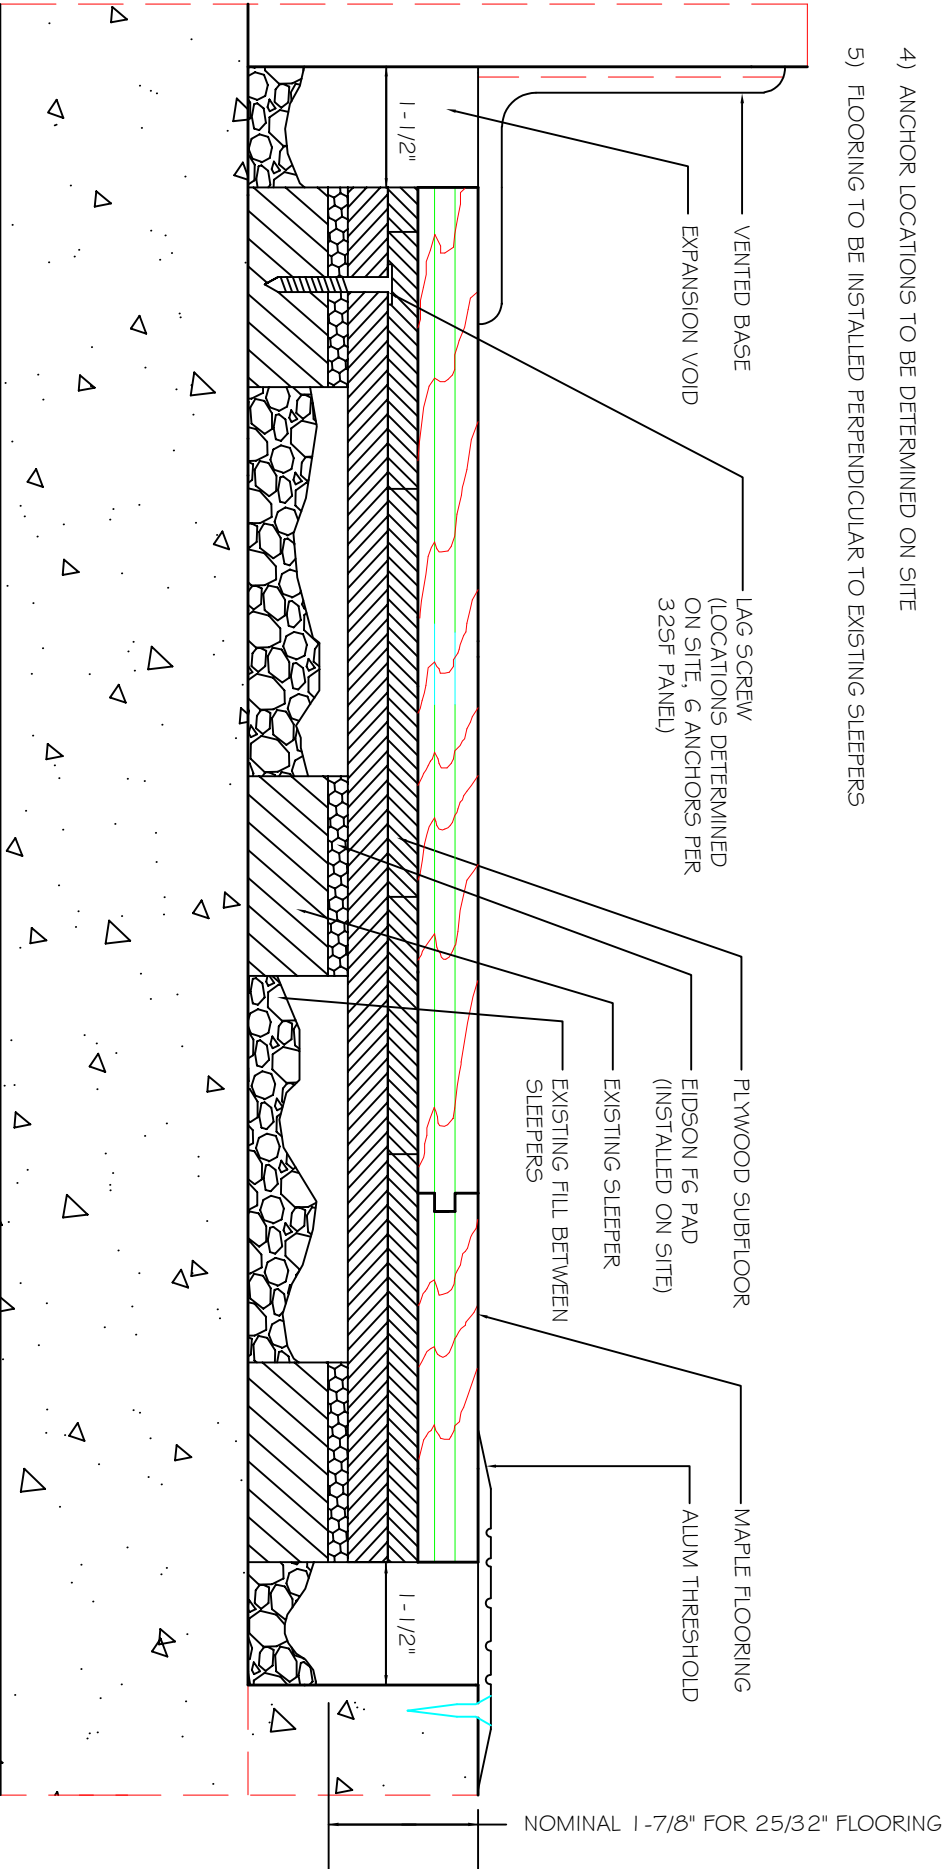 4) ANCHOR LOCATIONS TO BE DETERMINED ON SITE
5) FLOORING TO BE INSTALLED PERPENDICULAR TO EXISTING SLEEPERS
VENTED BASE
EXPANSION VOID
LAG SCREW
(LOCATIONS DETERMINED
ON SITE, 6 ANCHORS PER
32SF PANEL)
PLYWOOD SUBFLOOR
EIDSON FG PAD
(INSTALLED ON SITE)
EXISTING SLEEPER
EXISTING FILL BETWEEN
SLEEPERS
MAPLE FLOORING
ALUM THRESHOLD
1-1/2"
1-1/2"
NOMINAL 1-7/8" FOR 25/32" FLOORING